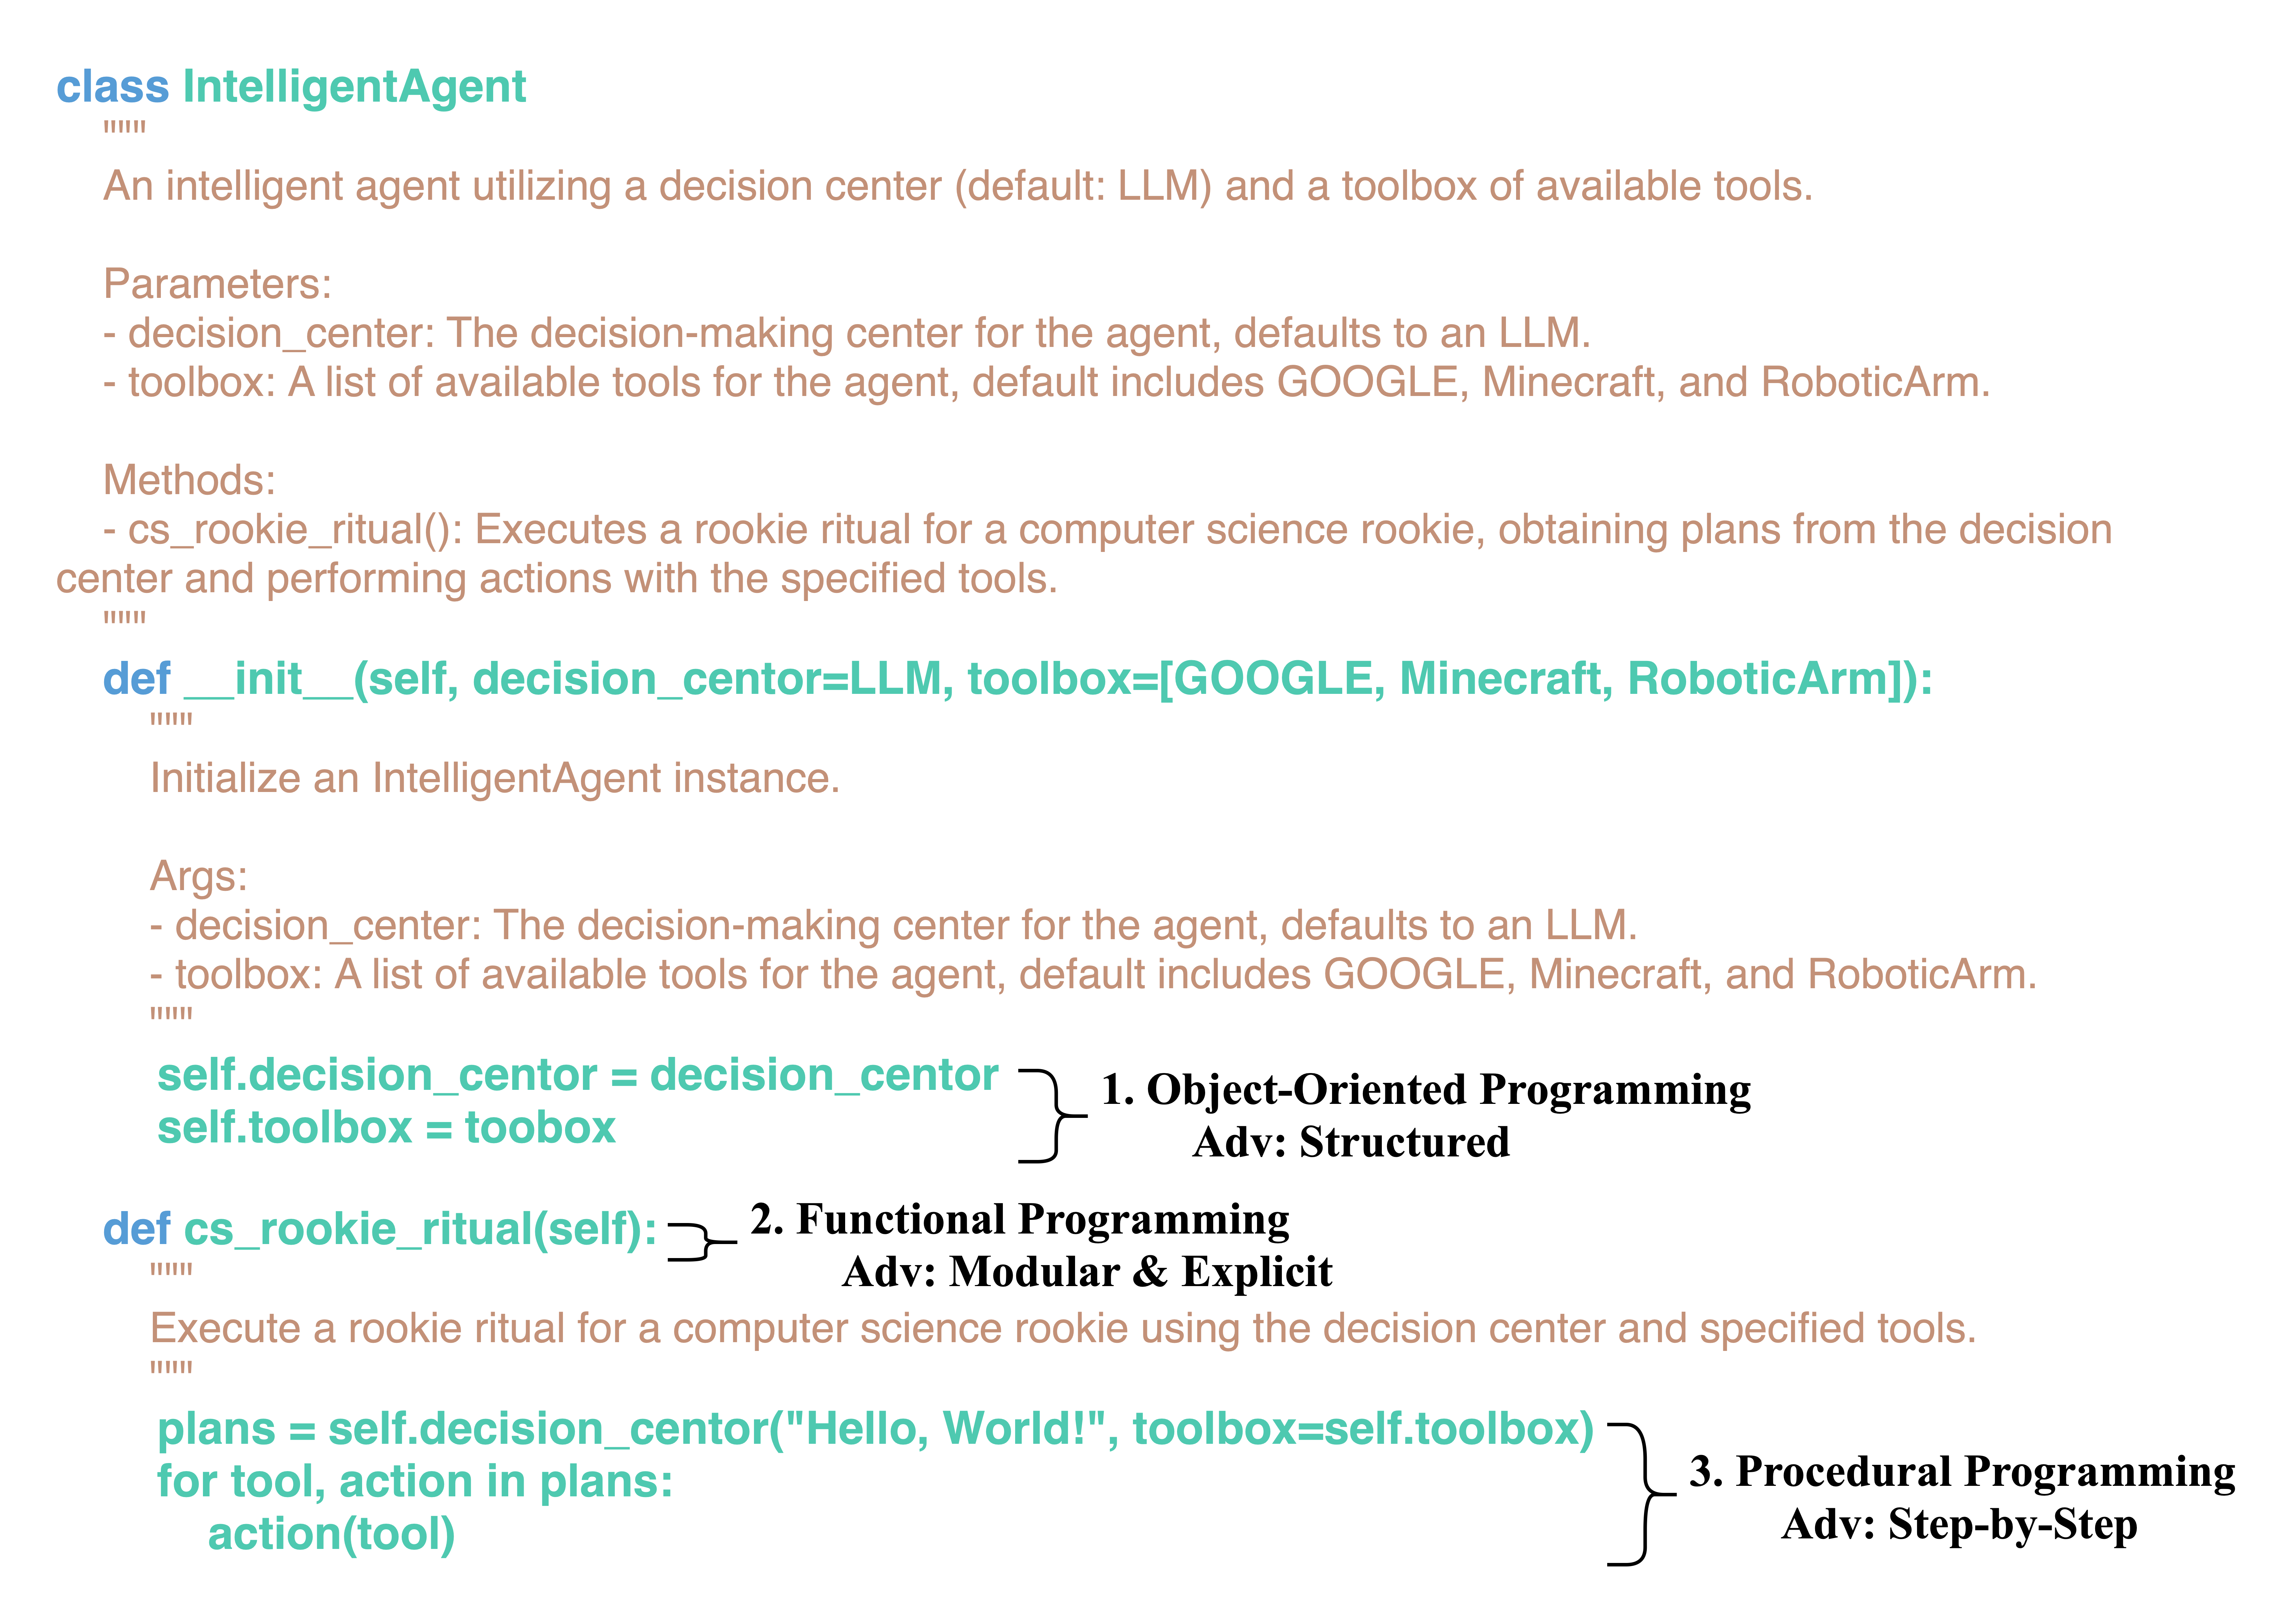 class IntelligentAgent
"""
An intelligent agent utilizing a decision center (default: LLM) and a toolbox of available tools.
Parameters:
- decision_center: The decision-making center for the agent, defaults to an LLM.
- toolbox: A list of available tools for the agent, default includes GOOGLE, Minecraft, and RoboticArm.
Methods:
- cs_rookie_ritual(): Executes a rookie ritual for a computer science rookie, obtaining plans from the decision
center and performing actions with the specified tools.
"""
def __init__(self, decision_centor=LLM, toolbox=[GOOGLE, Minecraft, RoboticArm]):
"""
Initialize an IntelligentAgent instance.
Args:
- decision_center: The decision-making center for the agent, defaults to an LLM.
- toolbox: A list of available tools for the agent, default includes GOOGLE, Minecraft, and RoboticArm.
"""
self.decision_centor = decision_centor
self.toolbox = toobox
1. Object-Oriented Programming
Adv: Structured
def cs_rookie_ritual(self):
2. Functional Programming
Adv: Modular & Explicit
"""
Execute a rookie ritual for a computer science rookie using the decision center and specified tools.
"""
plans = self.decision_centor("Hello, World!", toolbox=self.toolbox)
for tool, action in plans:
action(tool)
3. Procedural Programming
Adv: Step-by-Step